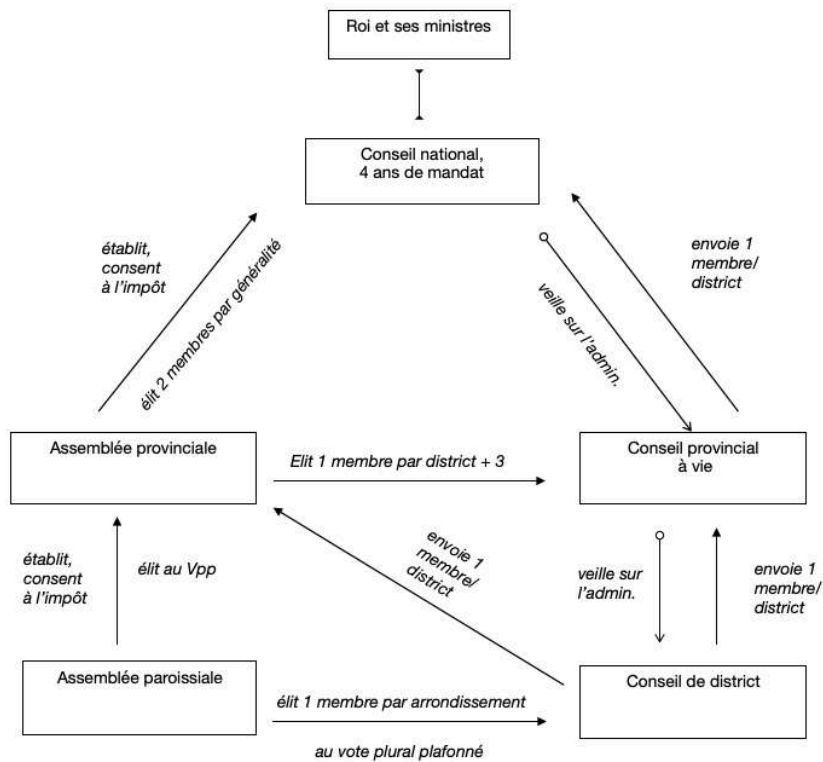 Roi et ses ministres
Conseil national,
4 ans de mandat
établit,
consent
à l'impôt
élit 2 membres par généralité
veille sur l'admin.
envoie 1
membre/
district
Assemblée provinciale
Elit 1 membre par district + 3
Conseil provincial
à vie
établit,
consent
à l'impôt
élit au Vpp
envoie 1
membre/
district
veille sur
l'admin.
envoie 1
membre/
district
Assemblée paroissiale
élit 1 membre par arrondissement
au vote plural plafonné
Conseil de district